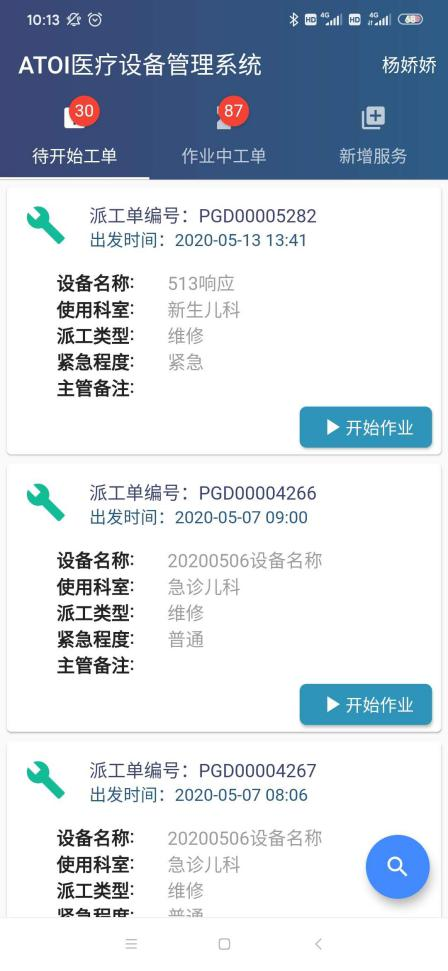 10:13 HD 4G HD 4G 68
ATOI医疗设备管理系统 杨娇娇
30 87
待开始工单 作业中工单 新增服务
派工单编号：PGD00005282
出发时间：2020-05-13 13:41
设备名称: 513响应
使用科室: 新生儿科
派工类型: 维修
紧急程度: 紧急
主管备注:
开始作业
派工单编号：PGD00004266
出发时间：2020-05-07 09:00
设备名称: 20200506设备名称
使用科室: 急诊儿科
派工类型: 维修
紧急程度: 普通
主管备注:
开始作业
派工单编号：PGD00004267
出发时间：2020-05-07 08:06
设备名称: 20200506设备名称
使用科室: 急诊儿科
派工类型: 维修
紧急程度: 普通